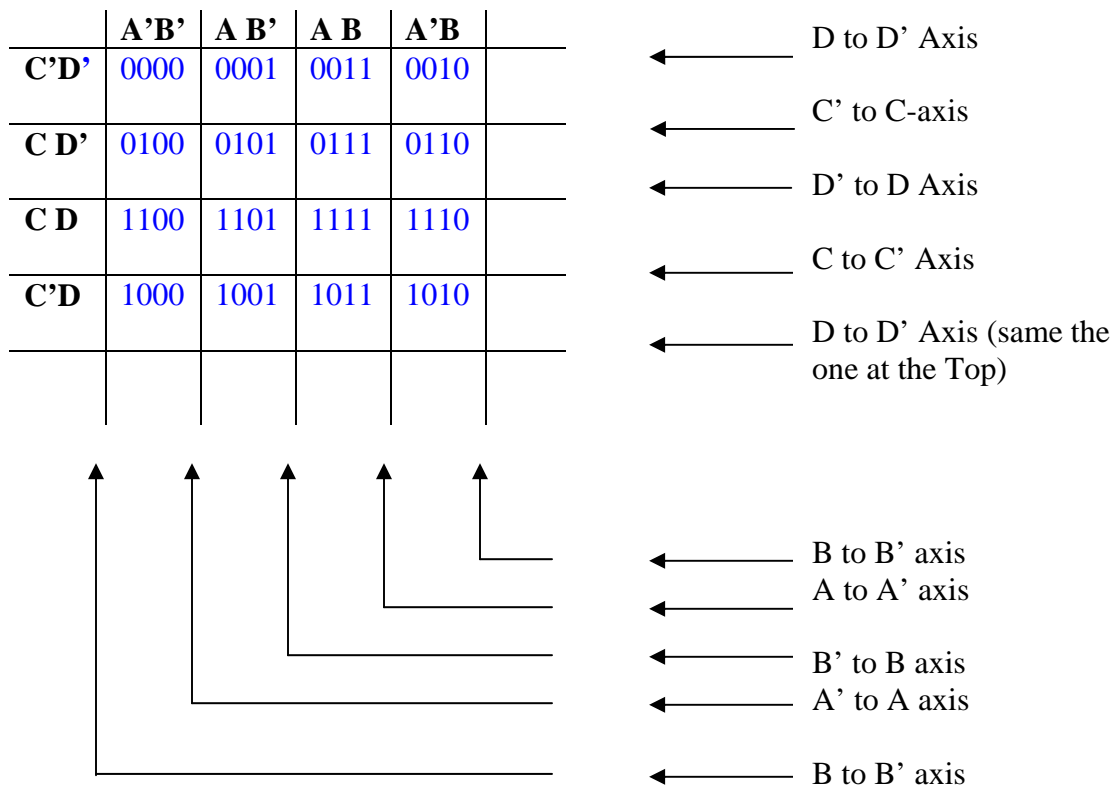 A’B’ A B’ A B A’B
C’D’ 0000 0001 0011 0010
C D’ 0100 0101 0111 0110
C D 1100 1101 1111 1110
C’D 1000 1001 1011 1010
D to D’ Axis
C’ to C-axis
D’ to D Axis
C to C’ Axis
D to D’ Axis (same the
one at the Top)
B to B’ axis
A to A’ axis
B’ to B axis
A’ to A axis
B to B’ axis